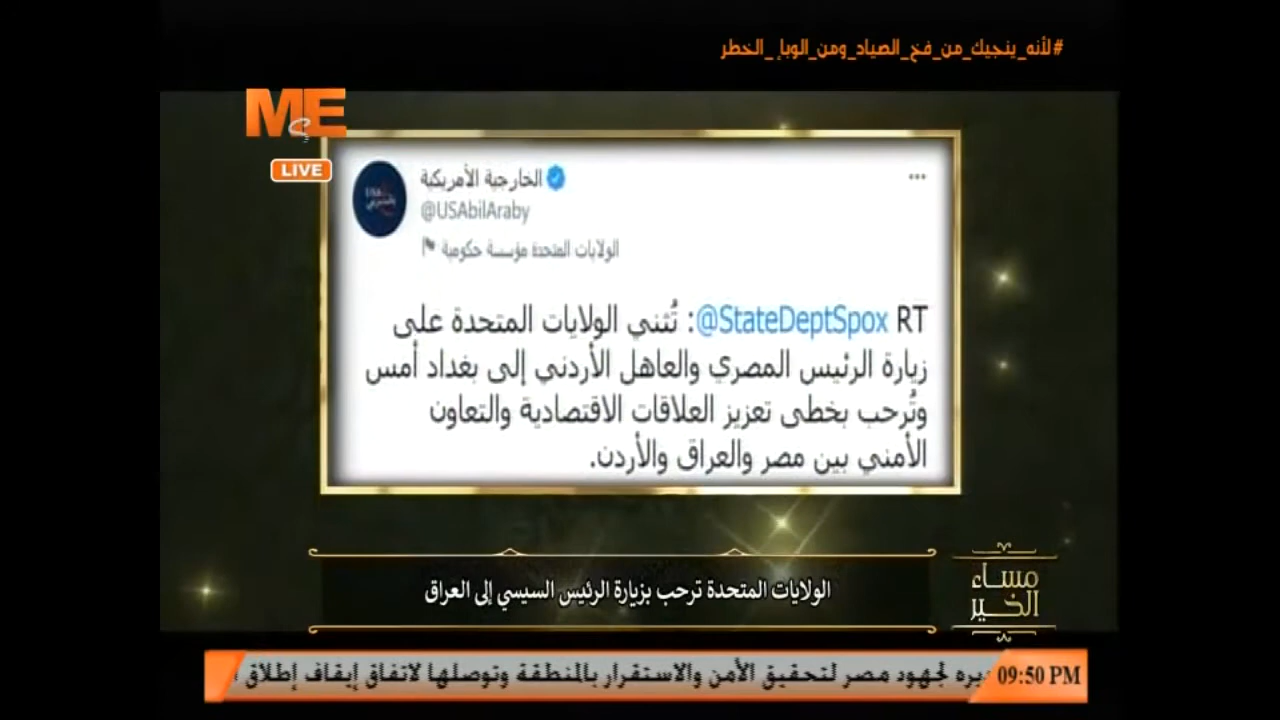 #لأنه_ينجيك_من_فخ_الصياد_ومن_الوبإ_الخطر
ME
LIVE
الخارجية الأمريكية
@USAbilAraby
الولايات المتحدة مؤسسة حكومية
RT @StateDeptSpox: تُثني الولايات المتحدة على
زيارة الرئيس المصري والعاهل الأردني إلى بغداد أمس
وتُرحب بخطى تعزيز العلاقات الاقتصادية والتعاون
الأمني بين مصر والعراق والأردن.
الولايات المتحدة ترحب بزيارة الرئيس السيسي إلى العراق
مساء
الخير
يره لجهود مصر لتحقيق الأمن والاستقرار بالمنطقة وتوصلها لاتفاق إيقاف إطلاق
09:50 PM